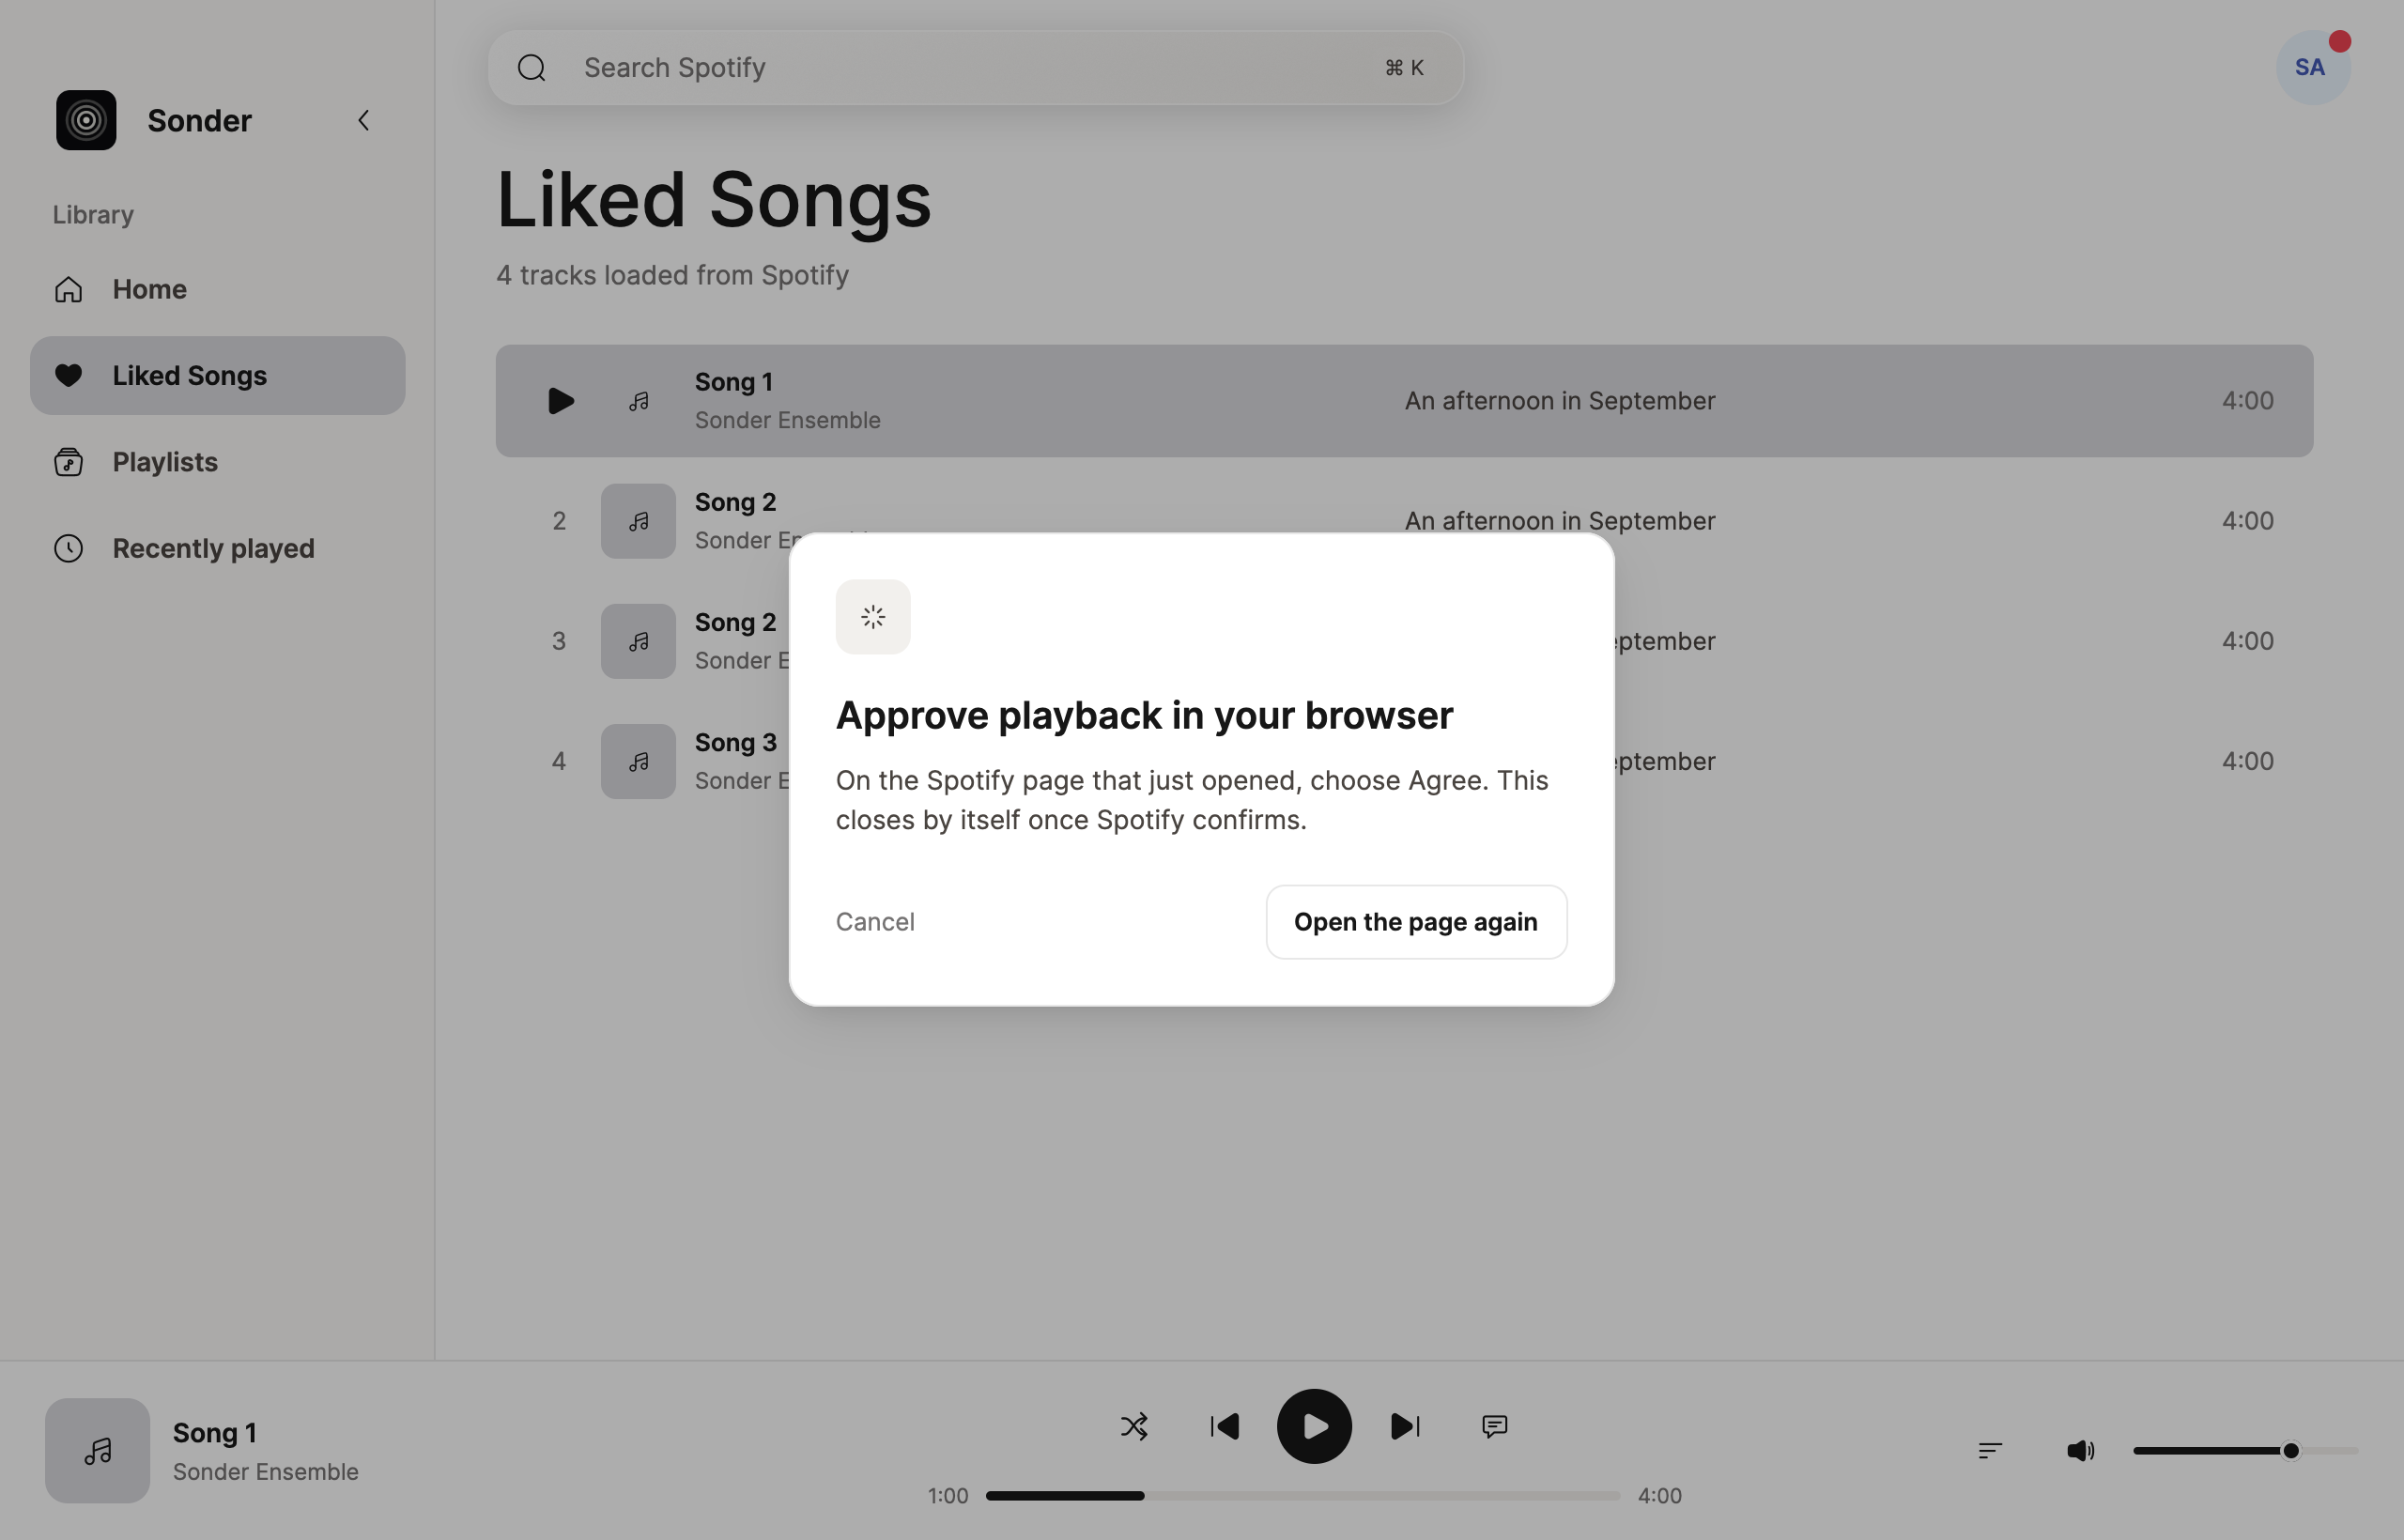 Search Spotify
⌘ K
SA
Sonder
Library
Home
Liked Songs
Playlists
Recently played
Liked Songs
4 tracks loaded from Spotify
Song 1
Sonder Ensemble
An afternoon in September
4:00
2
Song 2
Sonder
An afternoon in September
4:00
3
Song 2
Sonder
4:00
4
Song 3
Sonder
4:00
Approve playback in your browser
On the Spotify page that just opened, choose Agree. This
closes by itself once Spotify confirms.
Cancel
Open the page again
Song 1
Sonder Ensemble
1:00
4:00